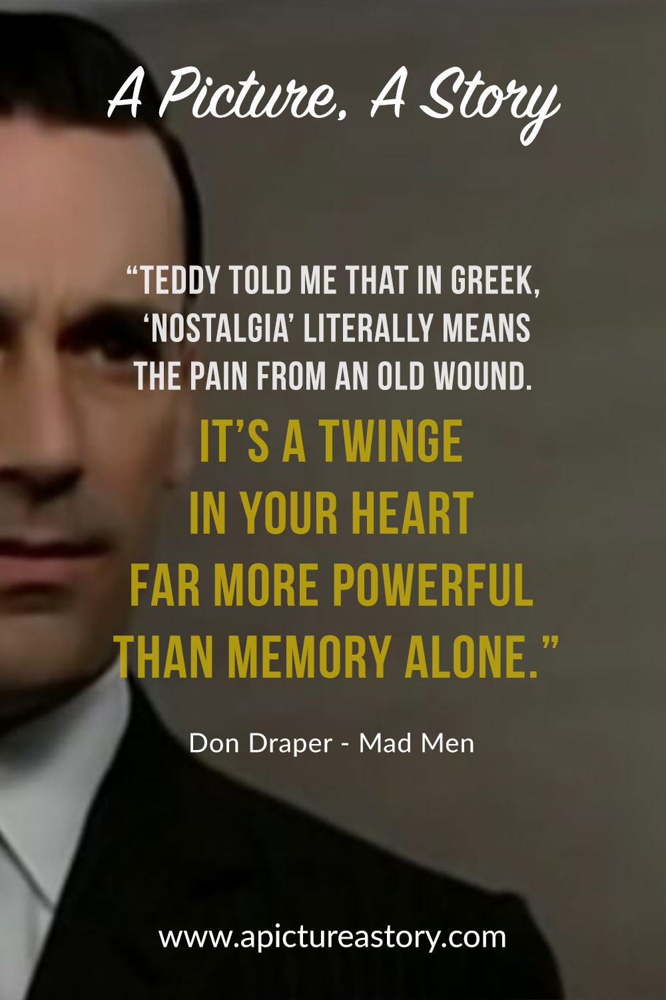 A Picture, A Story
“TEDDY TOLD ME THAT IN GREEK,
‘NOSTALGIA’ LITERALLY MEANS
THE PAIN FROM AN OLD WOUND.
IT’S A TWINGE
IN YOUR HEART
FAR MORE POWERFUL
THAN MEMORY ALONE.”
Don Draper - Mad Men
www.apictureastory.com